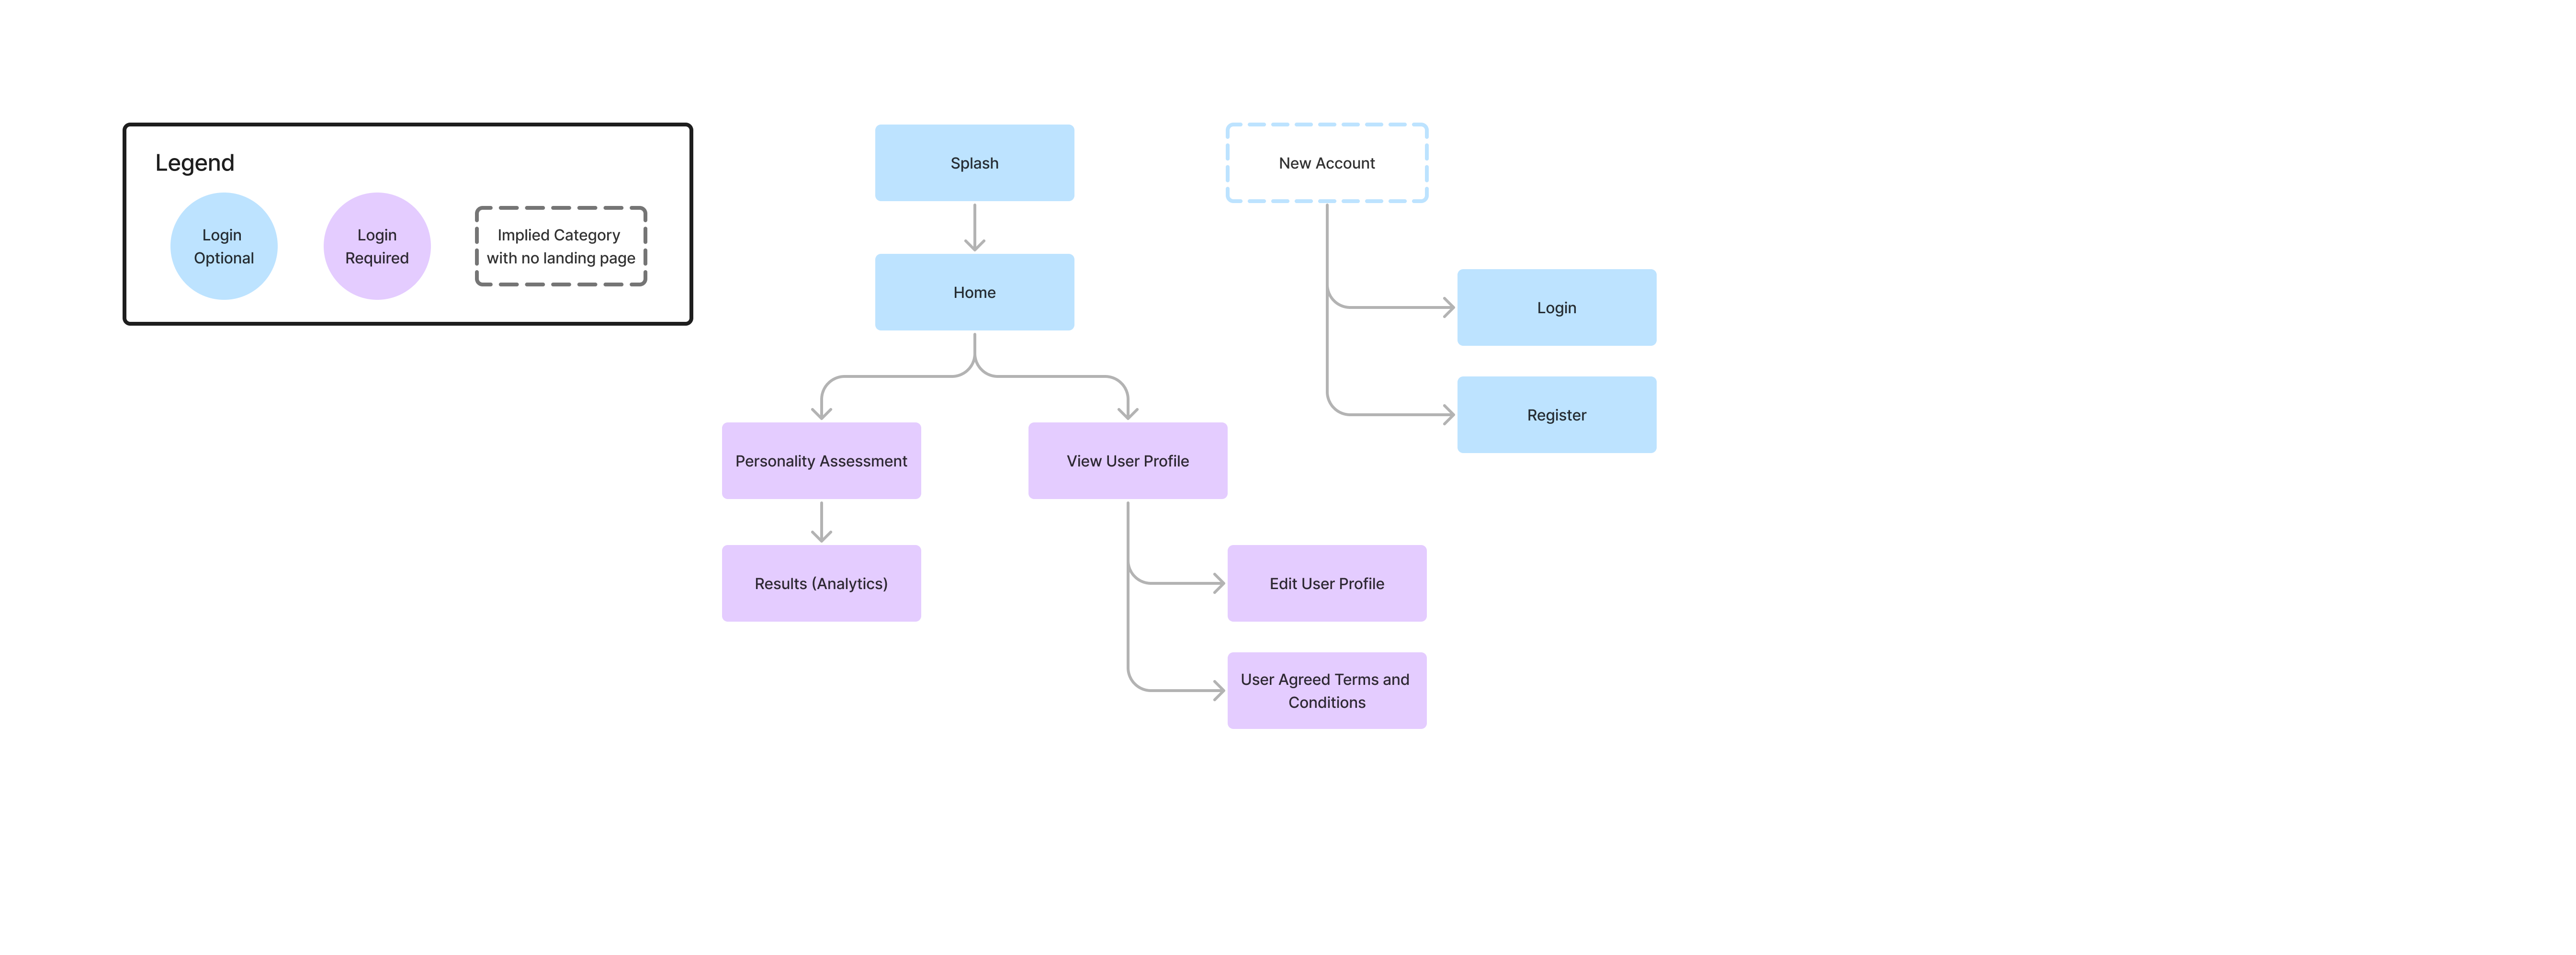 Legend
Login
Optional
Login
Required
Implied Category
with no landing page
Splash
New Account
Home
Login
Register
Personality Assessment
View User Profile
Results (Analytics)
Edit User Profile
User Agreed Terms and
Conditions